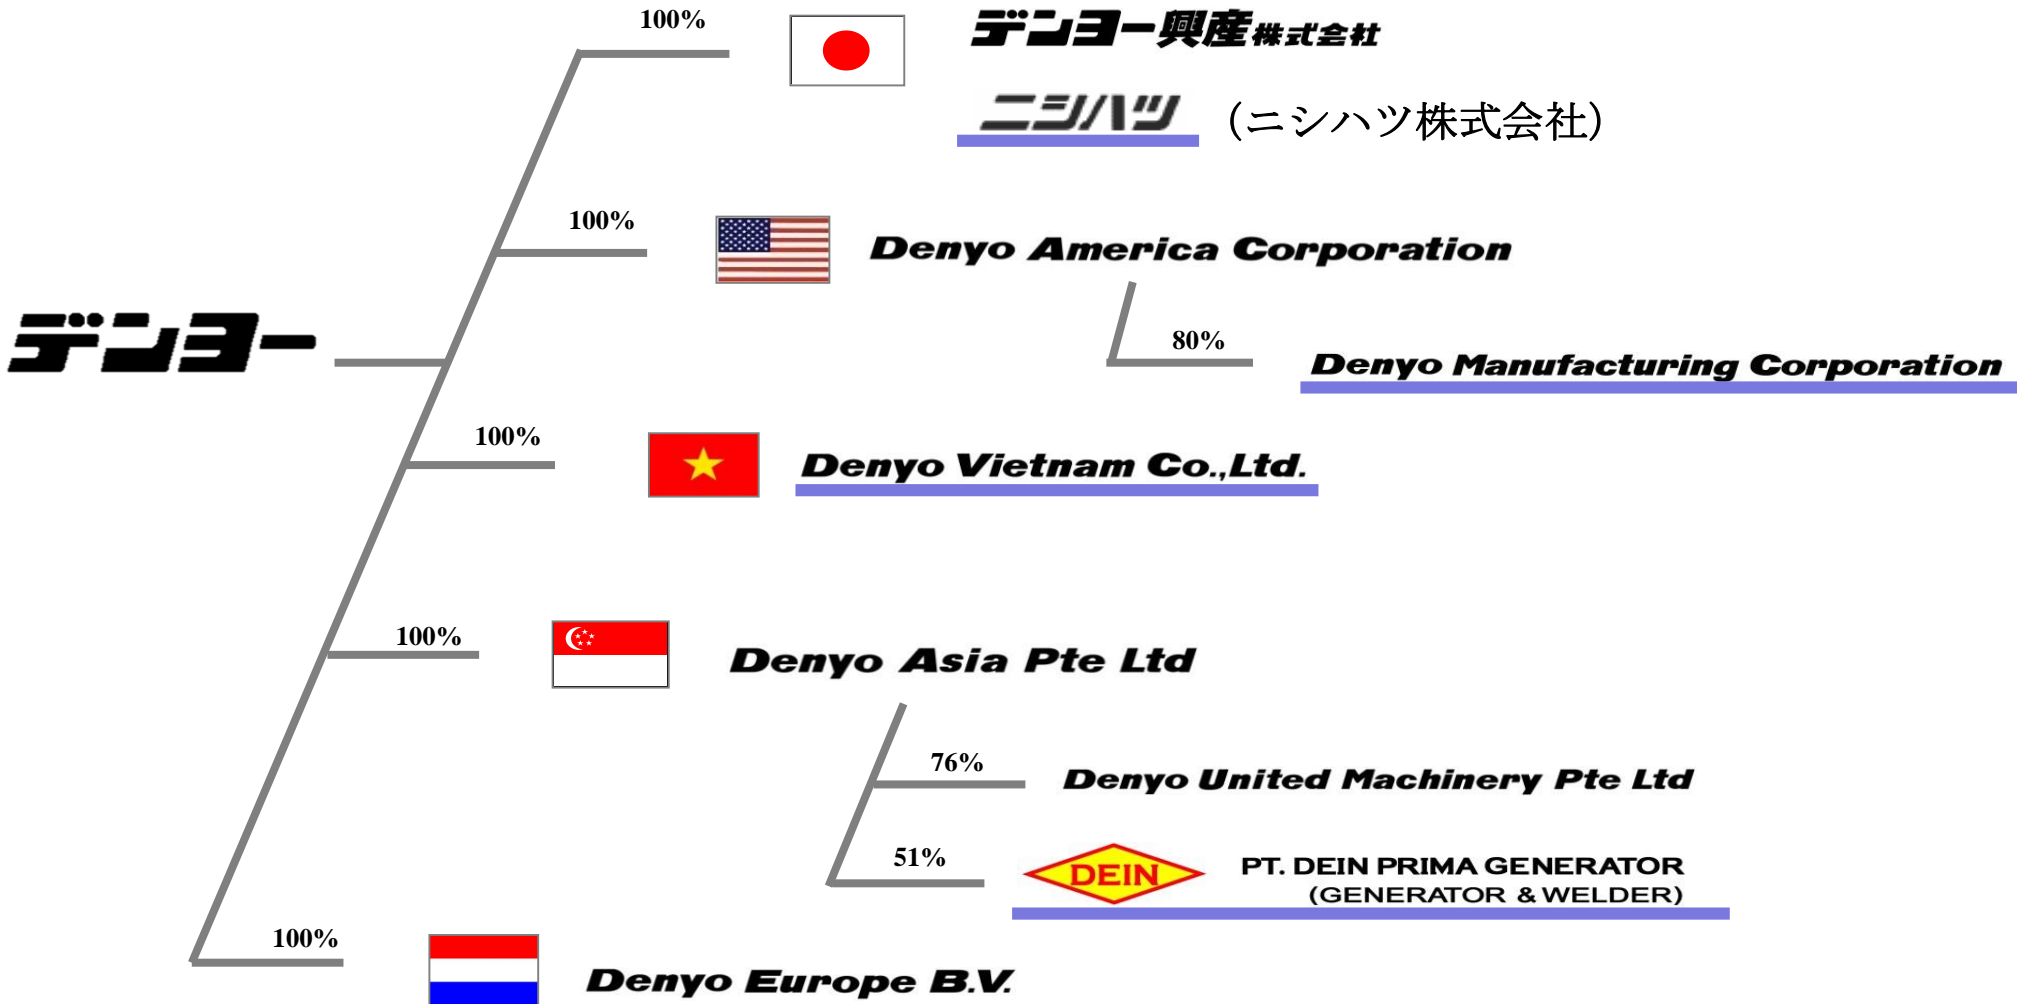 100%
デンヨー興産株式会社
ニシハツ (ニシハツ株式会社)
100%
Denyo America Corporation
デンヨー
80%
Denyo Manufacturing Corporation
100%
Denyo Vietnam Co.,Ltd.
100%
Denyo Asia Pte Ltd
76%
Denyo United Machinery Pte Ltd
51%
DEIN
PT. DEIN PRIMA GENERATOR
(GENERATOR & WELDER)
100%
Denyo Europe B.V.